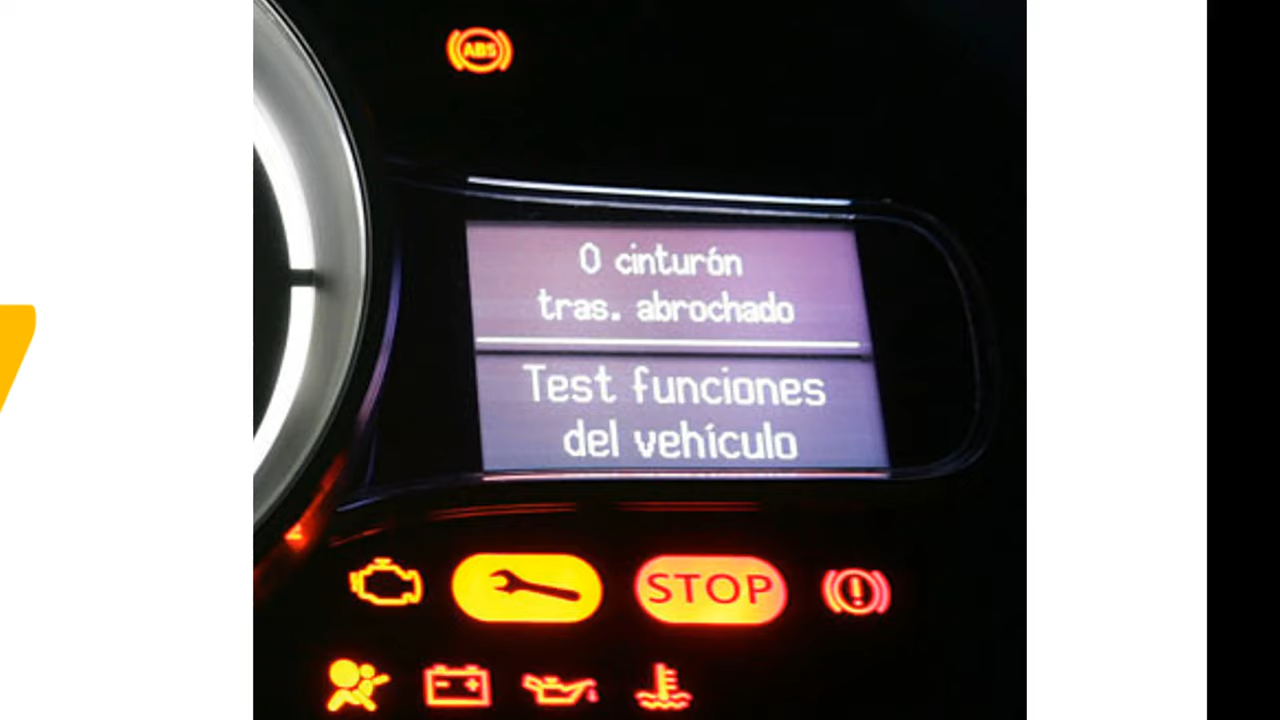 ABS
0 cinturón
tras. abrochado
Test funciones
del vehículo
STOP